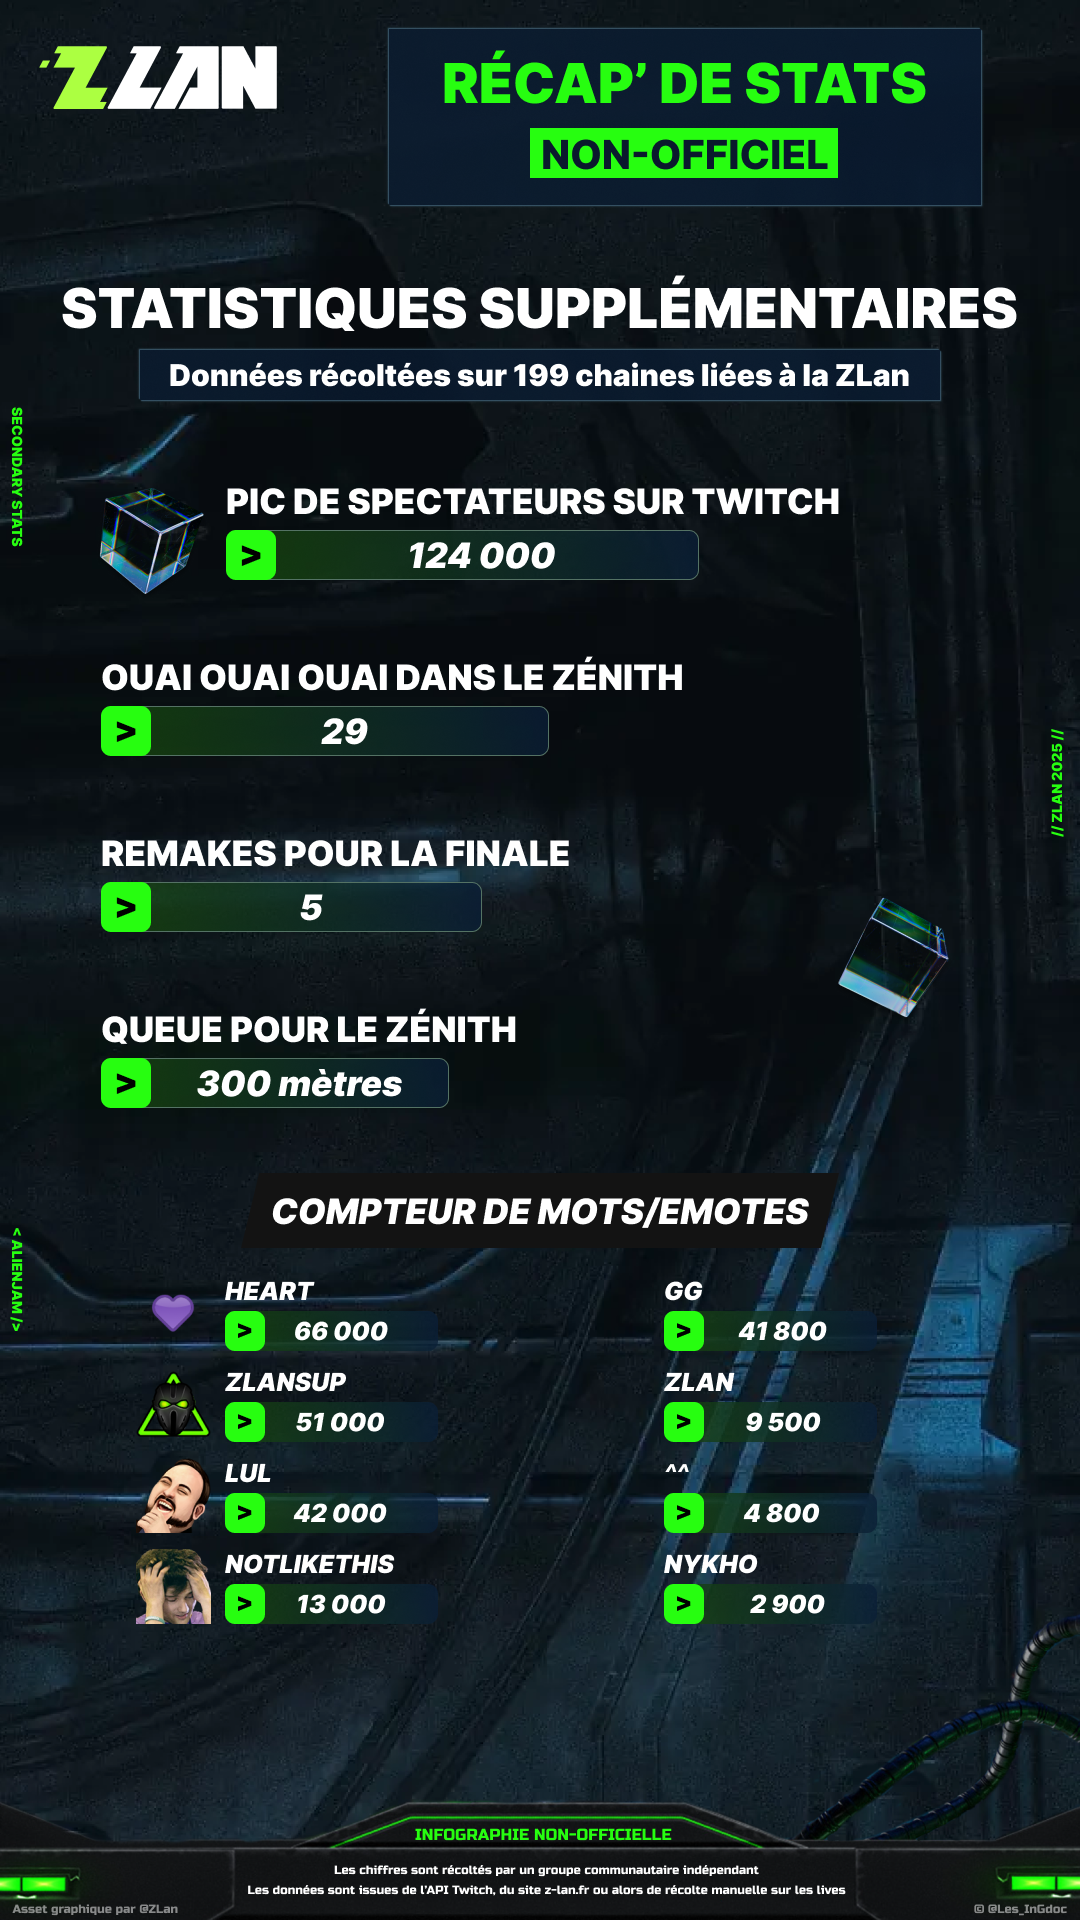 ZLAN
RÉCAP’ DE STATS
NON-OFFICIEL
STATISTIQUES SUPPLÉMENTAIRES
Données récoltées sur 199 chaines liées à la ZLan
SECONDARY STATS
PIC DE SPECTATEURS SUR TWITCH
> 124 000
OUAI OUAI OUAI DANS LE ZÉNITH
> 29
// ZLAN 2025 //
REMAKES POUR LA FINALE
> 5
QUEUE POUR LE ZÉNITH
> 300 mètres
COMPTEUR DE MOTS/EMOTES
< ALIENJAM />
HEART
> 66 000
GG
> 41 800
ZLANSUP
> 51 000
ZLAN
> 9 500
LUL
> 42 000
^^
> 4 800
NOTLIKETHIS
> 13 000
NYKHO
> 2 900
INFOGRAPHIE NON-OFFICIELLE
Les chiffres sont récoltés par un groupe communautaire indépendant
Les données sont issues de l’API Twitch, du site z-lan.fr ou alors de récolte manuelle sur les lives
Asset graphique par @ZLan
© @Les_InGdoc